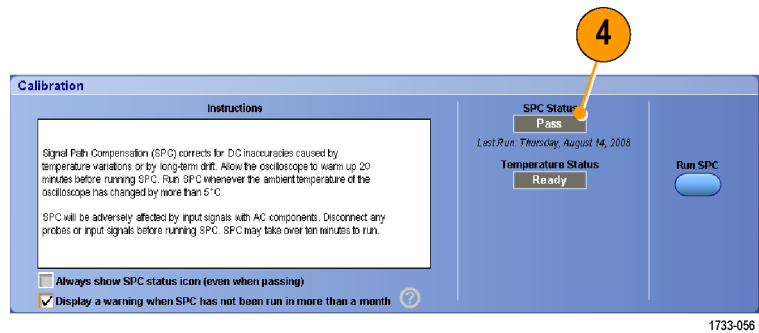 4
Calibration
Instructions
Signal Path Compensation (SPC) corrects for DC inaccuracies caused by
temperature variations or by long-term drift. Allow the oscilloscope to warm up 20
minutes before running SPC. Run SPC whenever the ambient temperature of the
oscilloscope has changed by more than 5°C.
SPC will be adversely affected by input signals with AC components. Disconnect any
probes or input signals before running SPC. SPC may take over ten minutes to run.
Always show SPC status icon (even when passing)
Display a warning when SPC has not been run in more than a month ?
SPC Status
Pass
Last Run: Thursday, August 14, 2008
Temperature Status
Ready
Run SPC
1733-056